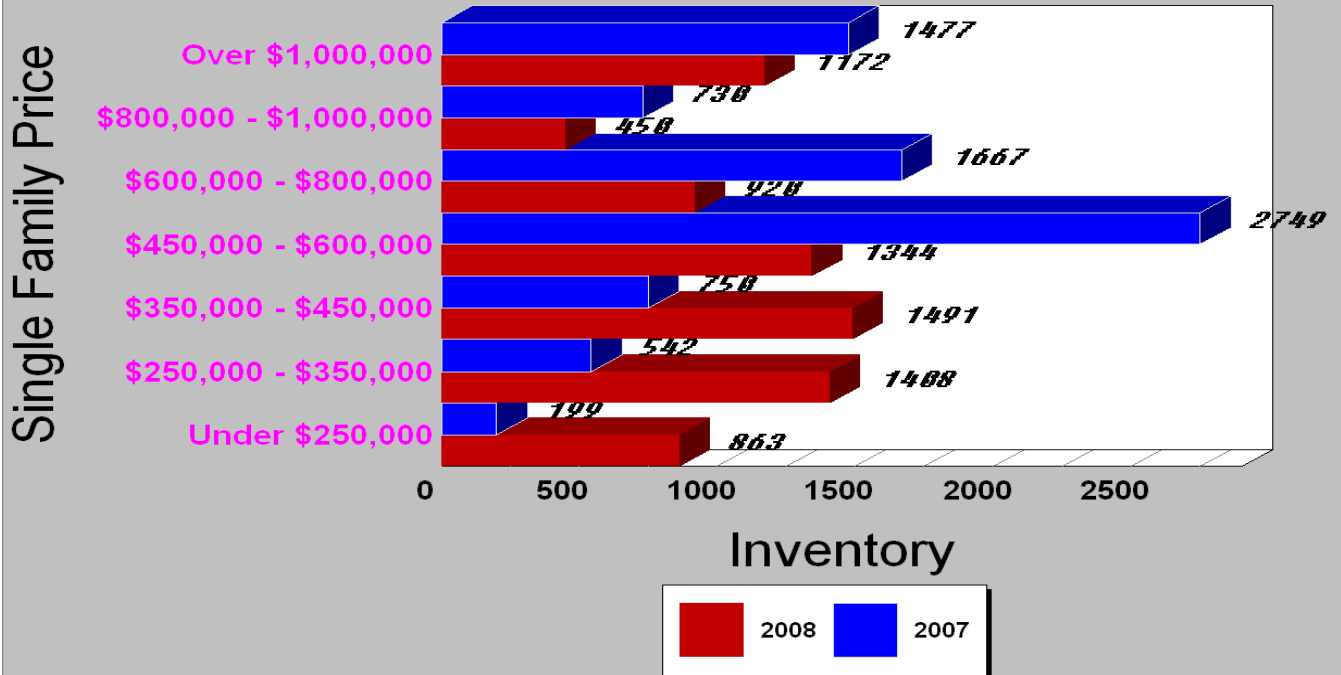 Single Family Price
Over $1,000,000 1477
1172
$800,000 - $1,000,000 730
450
$600,000 - $800,000 1667
920
$450,000 - $600,000 2749
1344
$350,000 - $450,000 750
1491
$250,000 - $350,000 542
1408
Under $250,000 199
863
0 500 1000 1500 2000 2500
Inventory
2008 2007